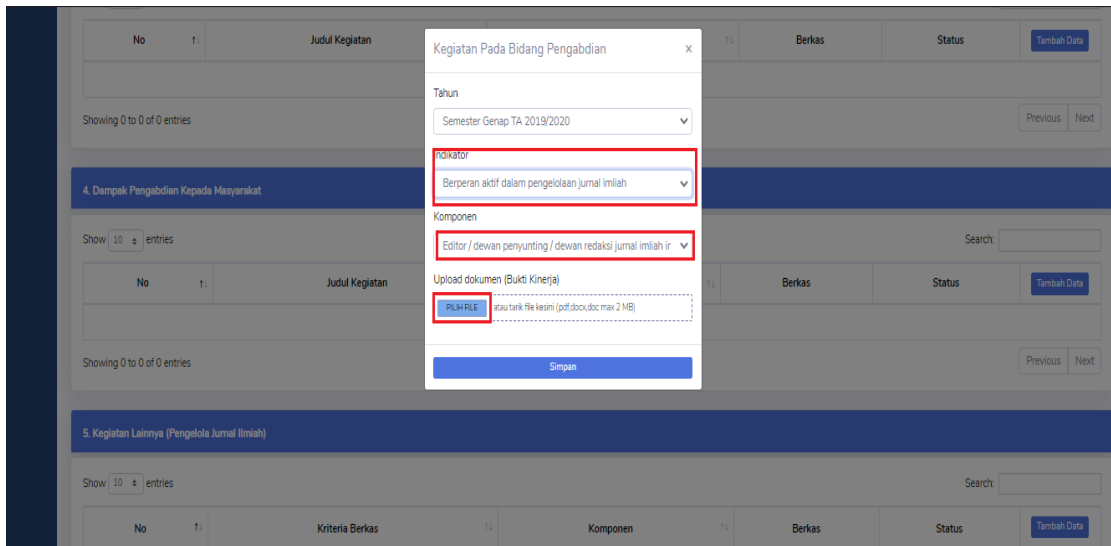 No Judul Kegiatan Berkas Status Tambah Data
Showing 0 to 0 of 0 entries Previous Next
Kegiatan Pada Bidang Pengabdian x
Tahun
Semester Genap TA 2019/2020
Indikator
Berperan aktif dalam pengelolaan jurnal imliah
Komponen
Editor / dewan penyunting / dewan redaksi jurnal imliah ir
Upload dokumen (Bukti Kinerja)
PILIH FILE atau tarik file kesini (pdf,docx,doc max 2 MB)
Simpan
4. Dampak Pengabdian Kepada Masyarakat
Show 10 entries Search:
No Judul Kegiatan Berkas Status Tambah Data
Showing 0 to 0 of 0 entries Previous Next
5. Kegiatan Lainnya (Pengelola Jurnal Ilmiah)
Show 10 entries Search:
No Kriteria Berkas Komponen Berkas Status Tambah Data